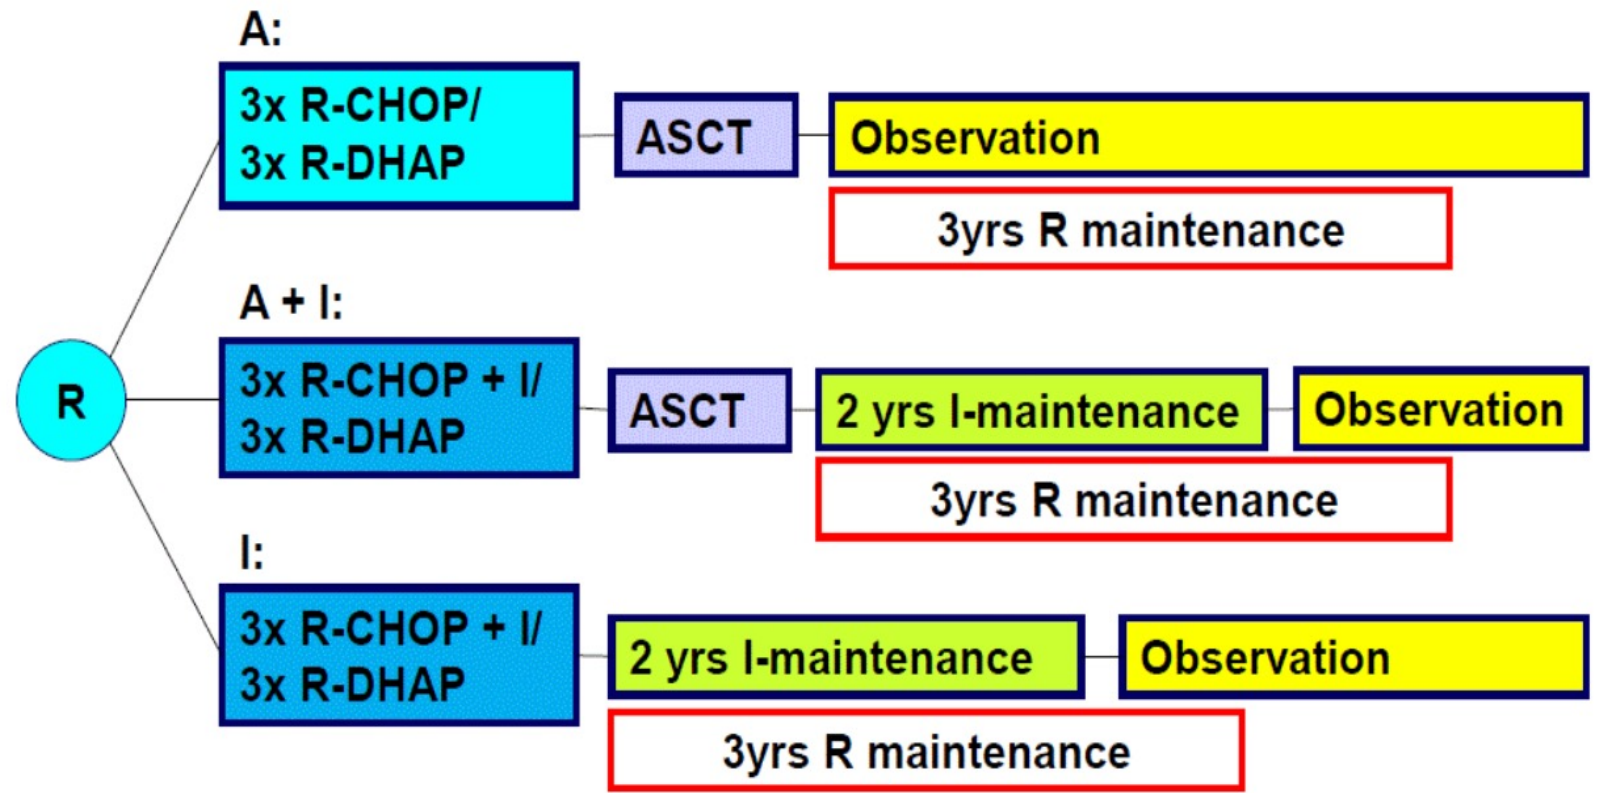 A:
3x R-CHOP/
3x R-DHAP
ASCT
Observation
3yrs R maintenance
R
A + I:
3x R-CHOP + I/
3x R-DHAP
ASCT
2 yrs I-maintenance
Observation
3yrs R maintenance
I:
3x R-CHOP + I/
3x R-DHAP
2 yrs I-maintenance
Observation
3yrs R maintenance